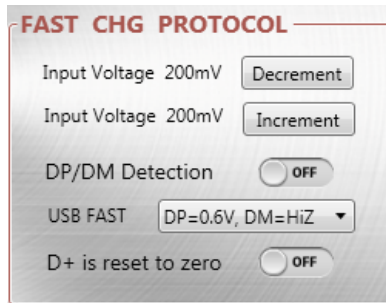 FAST CHG PROTOCOL
Input Voltage 200mV Decrement
Input Voltage 200mV Increment
DP/DM Detection OFF
USB FAST DP=0.6V, DM=HiZ
D+ is reset to zero OFF